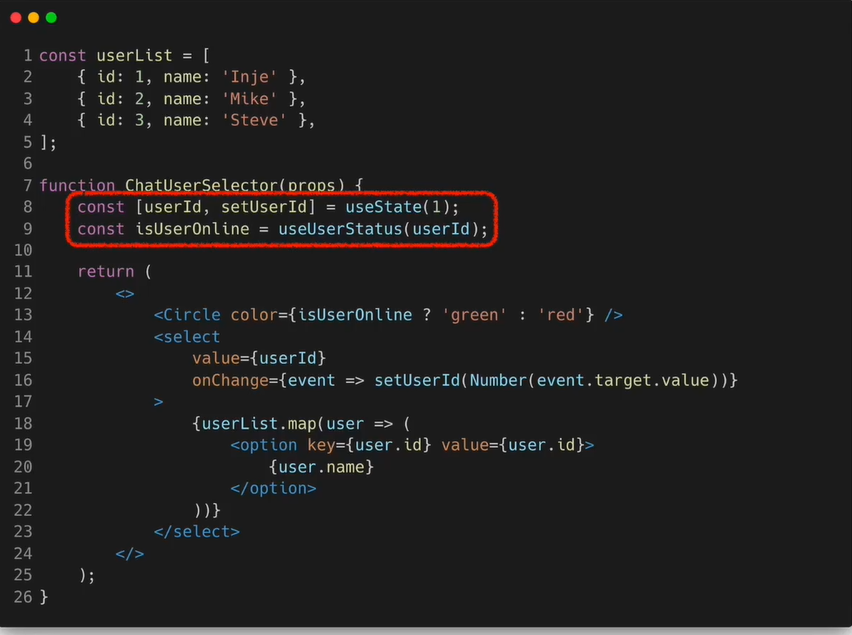 1 const userList = [
2     { id: 1, name: 'Inje' },
3     { id: 2, name: 'Mike' },
4     { id: 3, name: 'Steve' },
5 ];
6
7 function ChatUserSelector(props) {
8     const [userId, setUserId] = useState(1);
9     const isUserOnline = useUserStatus(userId);
10
11     return (
12         <>
13             <Circle color={isUserOnline ? 'green' : 'red'} />
14             <select
15                 value={userId}
16                 onChange={event => setUserId(Number(event.target.value))}
17             >
18                 {userList.map(user => (
19                     <option key={user.id} value={user.id}>
20                         {user.name}
21                     </option>
22                 ))}
23             </select>
24         </>
25     );
26 }